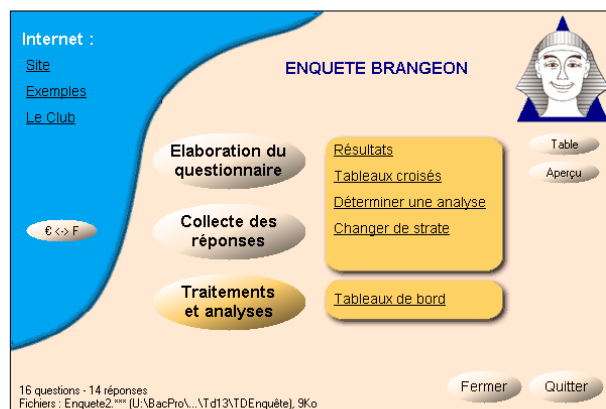 Internet :
Site
Exemples
Le Club
ENQUETE BRANGEON
Elaboration du
questionnaire
Collecte des
réponses
Traitements
et analyses
Résultats
Tableaux croisés
Déterminer une analyse
Changer de strate
Tableaux de bord
Table
Aperçu
€ <-> F
16 questions - 14 réponses
Fichiers : Enquete2.*** (U:\BacPro\...\Td13\TDEnquête), 9Ko
Fermer
Quitter